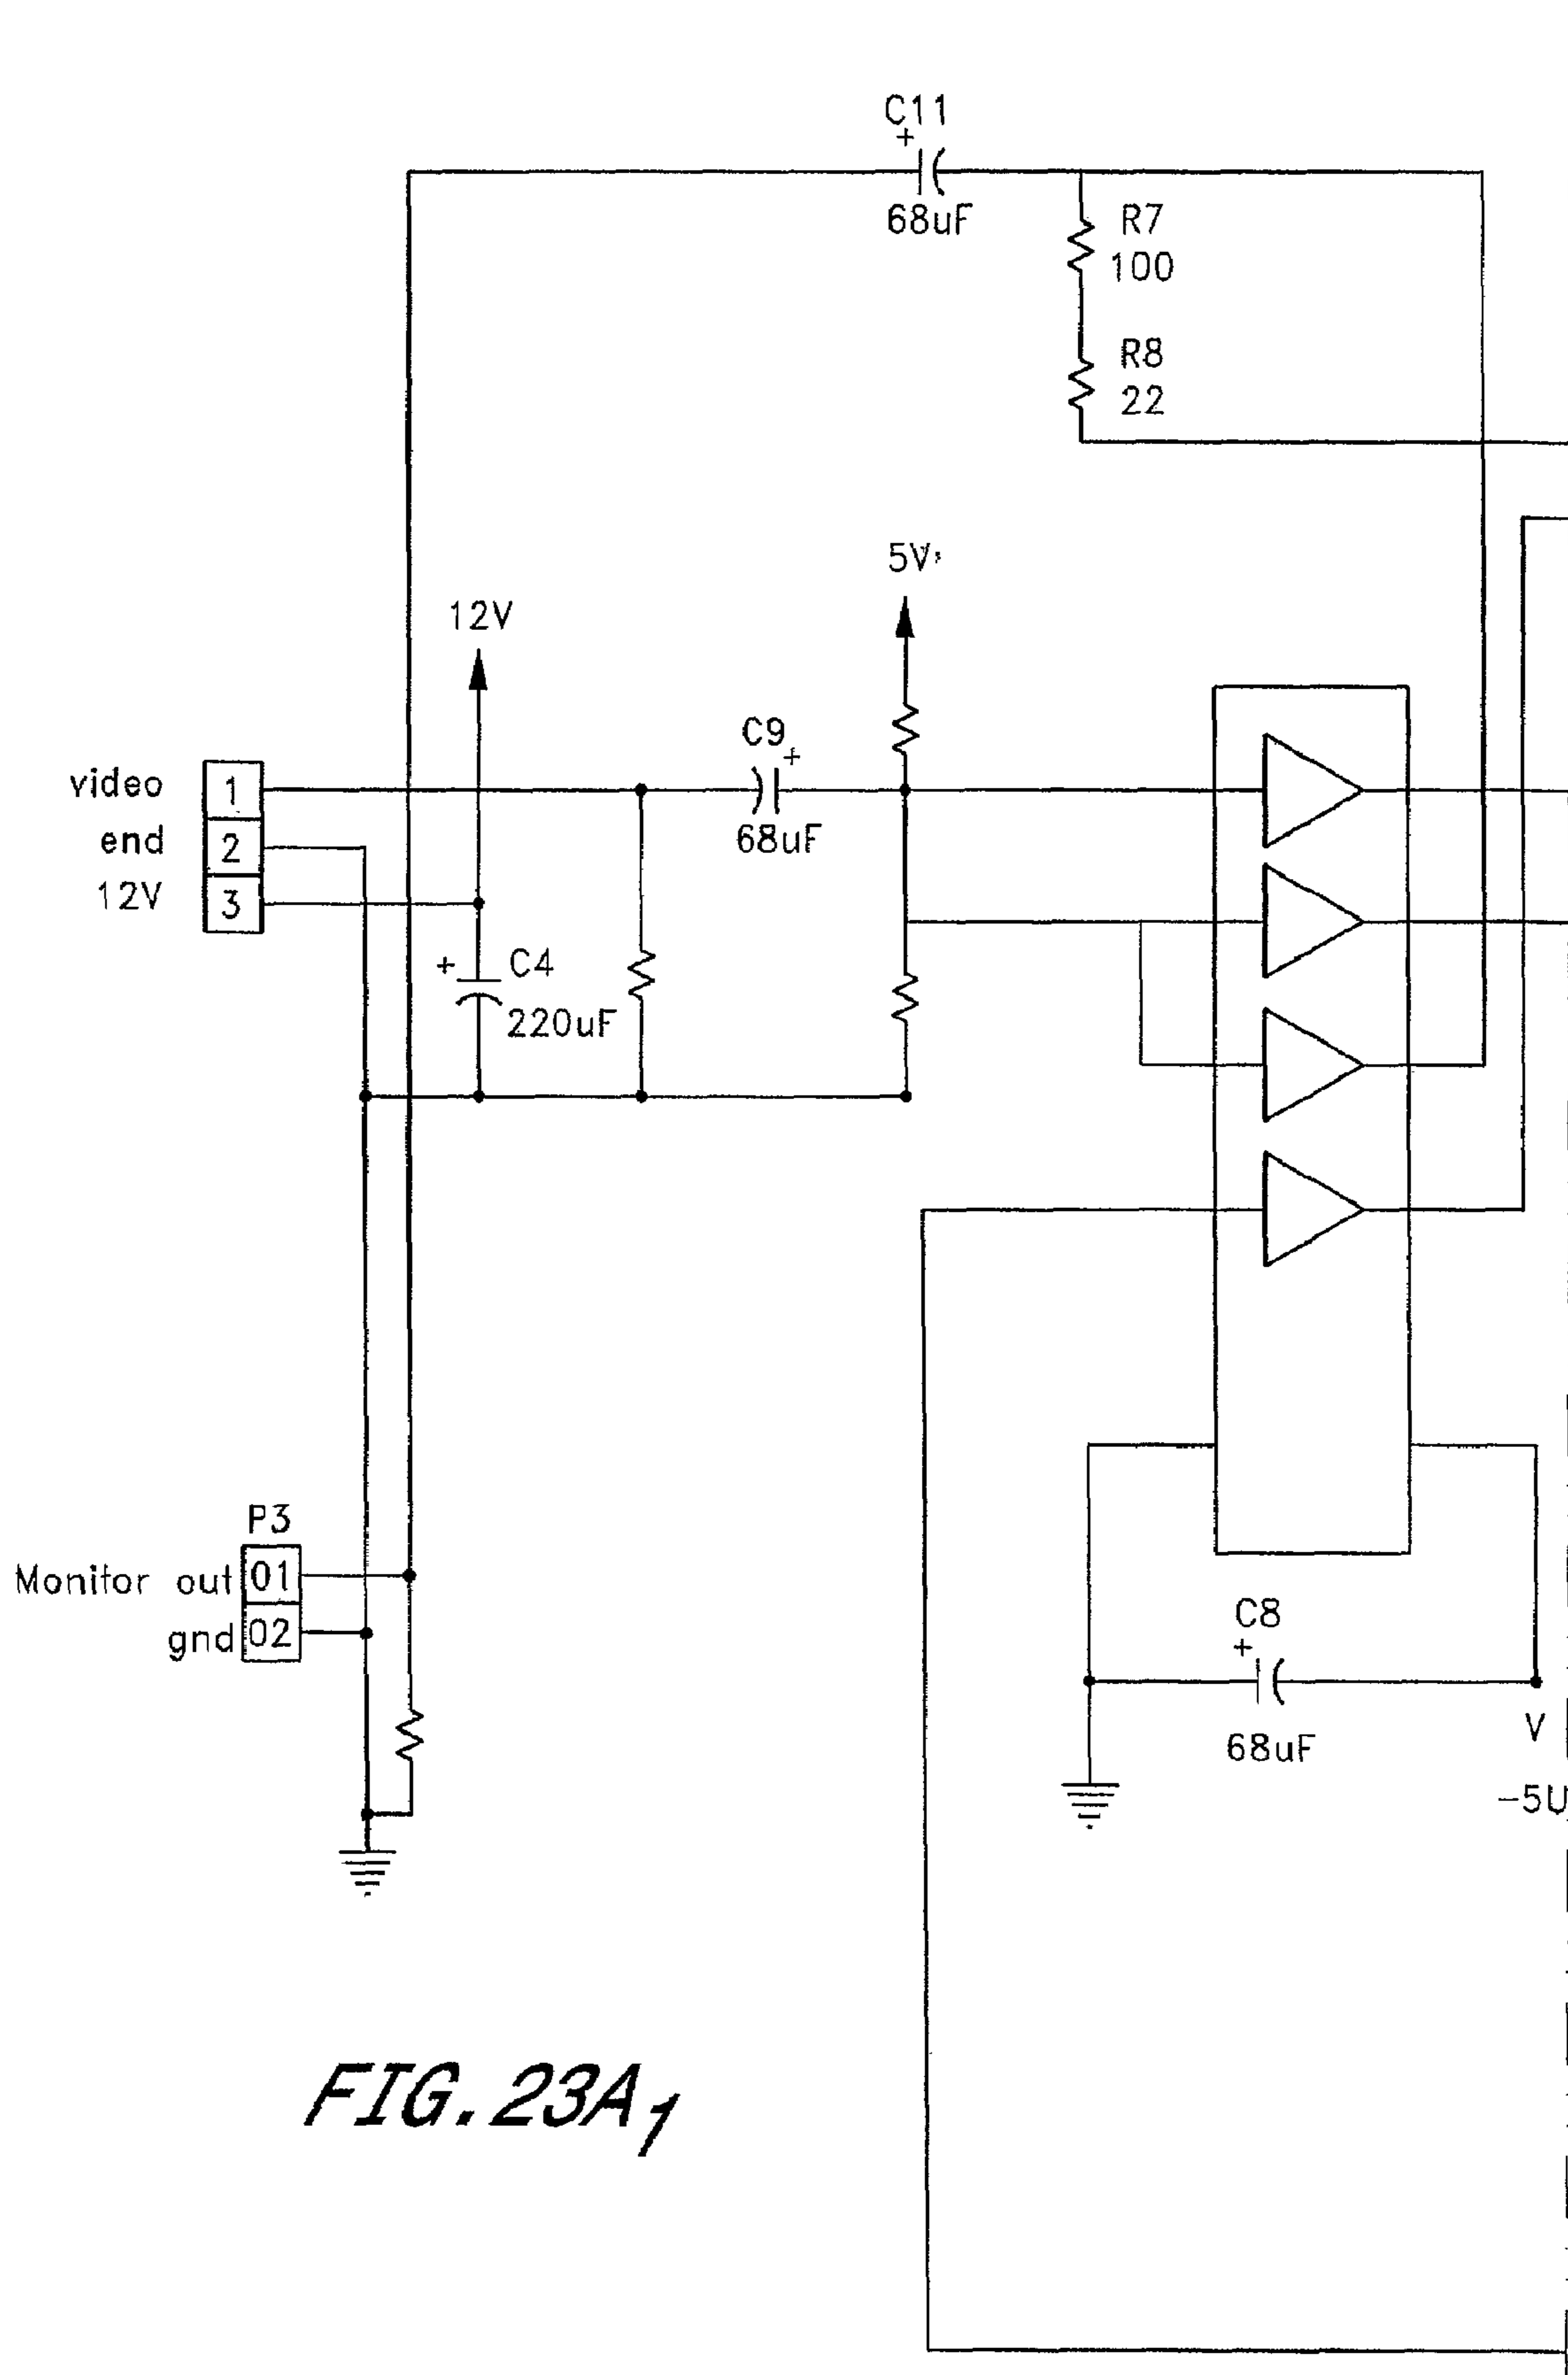 C11
+
68uF
R7
100
R8
22
5V
12V
C9
+
68uF
video 1
end 2
12V 3
+ C4
220uF
P3
Monitor out 01
gnd 02
C8
+
68uF
V
-5U
FIG. 23A1